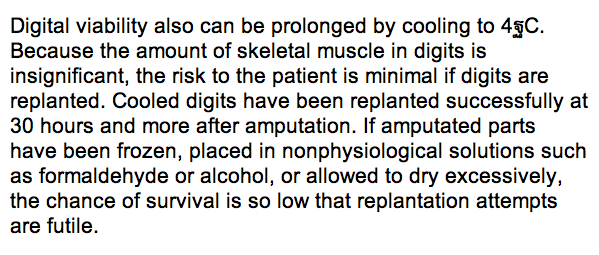 Digital viability also can be prolonged by cooling to 4°C.
Because the amount of skeletal muscle in digits is
insignificant, the risk to the patient is minimal if digits are
replanted. Cooled digits have been replanted successfully at
30 hours and more after amputation. If amputated parts
have been frozen, placed in nonphysiological solutions such
as formaldehyde or alcohol, or allowed to dry excessively,
the chance of survival is so low that replantation attempts
are futile.